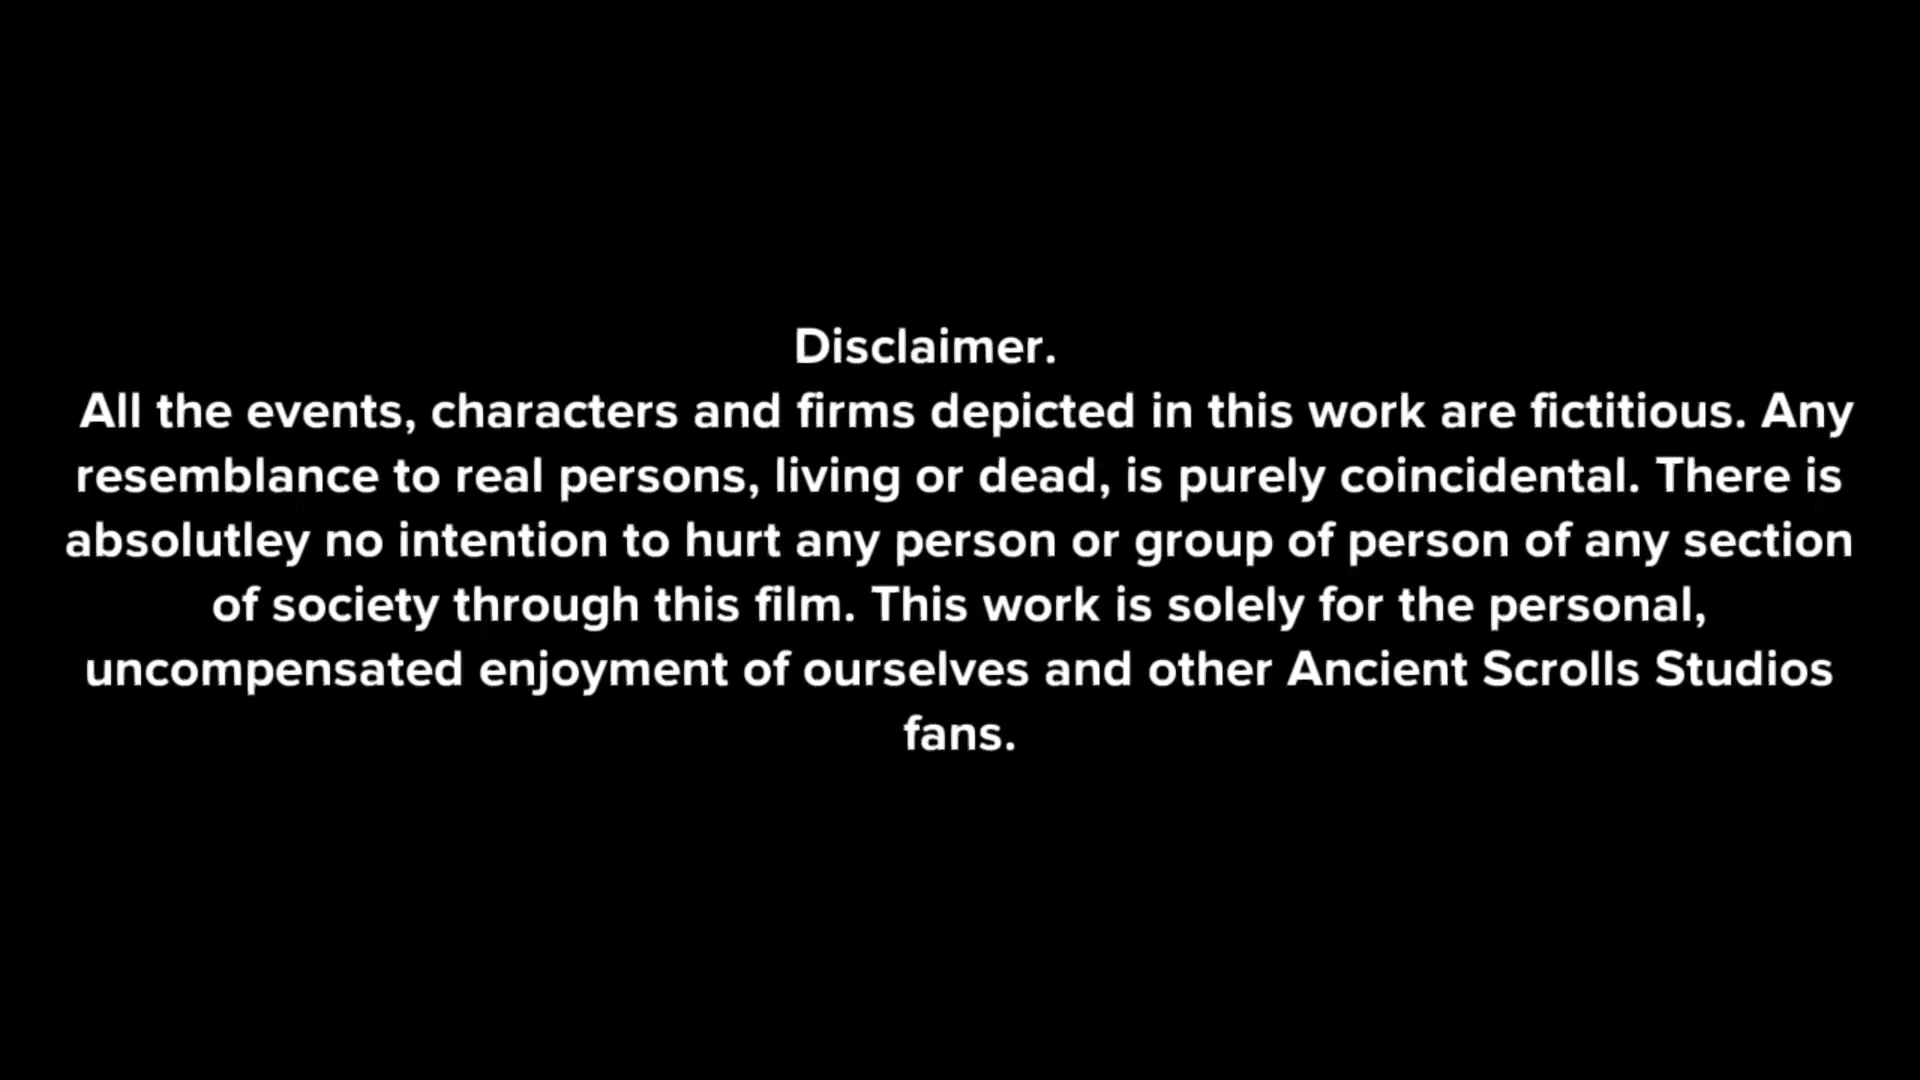 Disclaimer.
All the events, characters and firms depicted in this work are fictitious. Any
resemblance to real persons, living or dead, is purely coincidental. There is
absolutley no intention to hurt any person or group of person of any section
of society through this film. This work is solely for the personal,
uncompensated enjoyment of ourselves and other Ancient Scrolls Studios
fans.